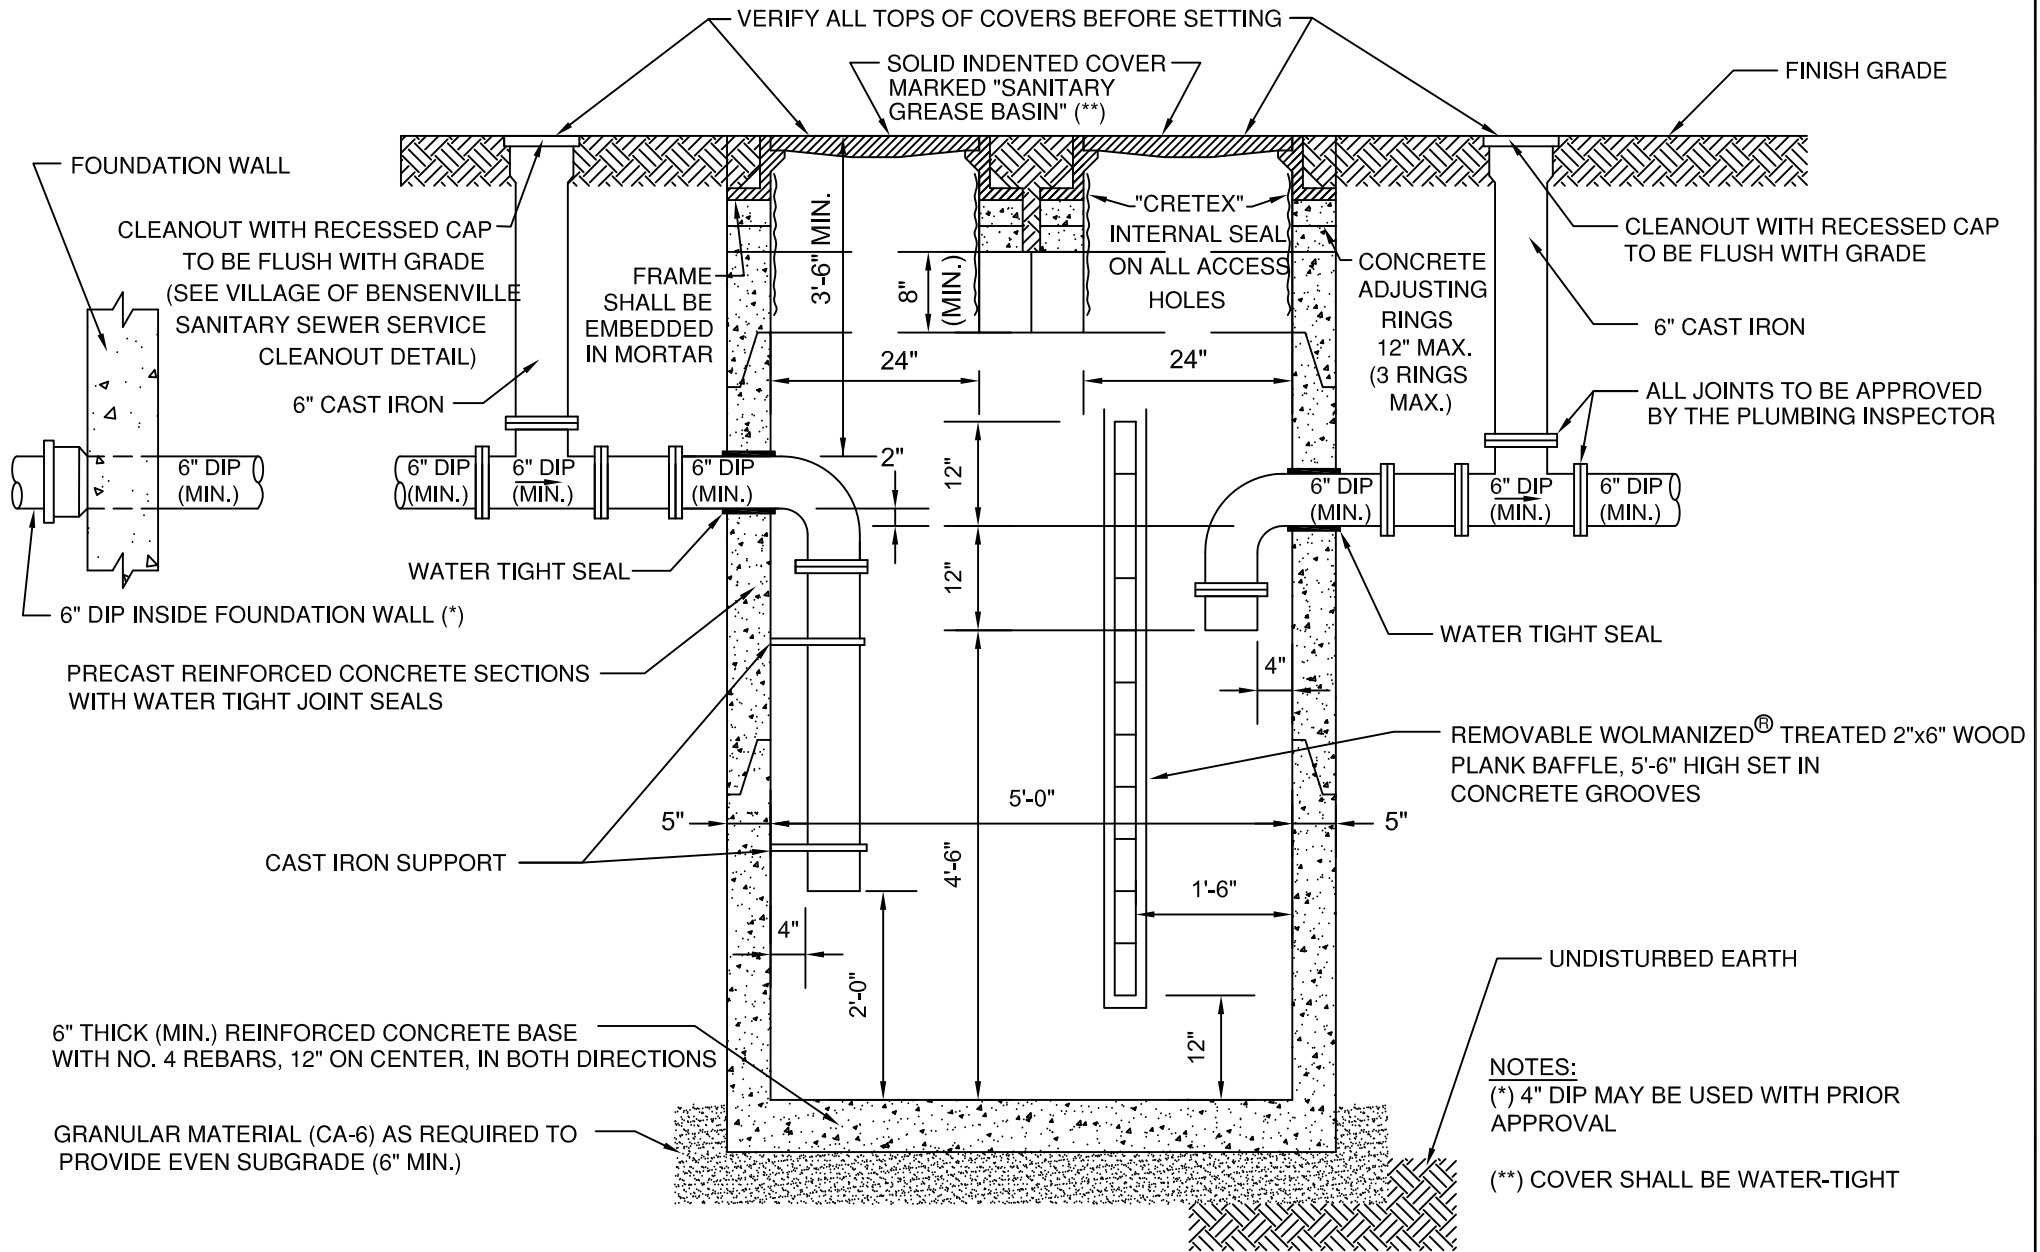 VERIFY ALL TOPS OF COVERS BEFORE SETTING
SOLID INDENTED COVER
MARKED "SANITARY
GREASE BASIN" (**)
FINISH GRADE
FOUNDATION WALL
CLEANOUT WITH RECESSED CAP
TO BE FLUSH WITH GRADE
(SEE VILLAGE OF BENSENVILLE
SANITARY SEWER SERVICE
CLEANOUT DETAIL)
6" CAST IRON
FRAME
SHALL BE
EMBEDDED
IN MORTAR
3'-6" MIN.
8"
(MIN.)
"CRETEX"
INTERNAL SEAL
ON ALL ACCESS
HOLES
CONCRETE
ADJUSTING
RINGS
12" MAX.
(3 RINGS
MAX.)
CLEANOUT WITH RECESSED CAP
TO BE FLUSH WITH GRADE
6" CAST IRON
ALL JOINTS TO BE APPROVED
BY THE PLUMBING INSPECTOR
24"
24"
6" DIP
(MIN.)
6" DIP
(MIN.)
6" DIP
(MIN.)
6" DIP
(MIN.)
2"
12"
12"
6" DIP
(MIN.)
6" DIP
(MIN.)
6" DIP
(MIN.)
WATER TIGHT SEAL
6" DIP INSIDE FOUNDATION WALL (*)
WATER TIGHT SEAL
4"
PRECAST REINFORCED CONCRETE SECTIONS
WITH WATER TIGHT JOINT SEALS
REMOVABLE WOLMANIZED® TREATED 2"x6" WOOD
PLANK BAFFLE, 5'-6" HIGH SET IN
CONCRETE GROOVES
5"
5'-0"
5"
CAST IRON SUPPORT
4'-6"
1'-6"
4"
2'-0"
12"
UNDISTURBED EARTH
6" THICK (MIN.) REINFORCED CONCRETE BASE
WITH NO. 4 REBARS, 12" ON CENTER, IN BOTH DIRECTIONS
GRANULAR MATERIAL (CA-6) AS REQUIRED TO
PROVIDE EVEN SUBGRADE (6" MIN.)
NOTES:
(*) 4" DIP MAY BE USED WITH PRIOR
APPROVAL
(**) COVER SHALL BE WATER-TIGHT